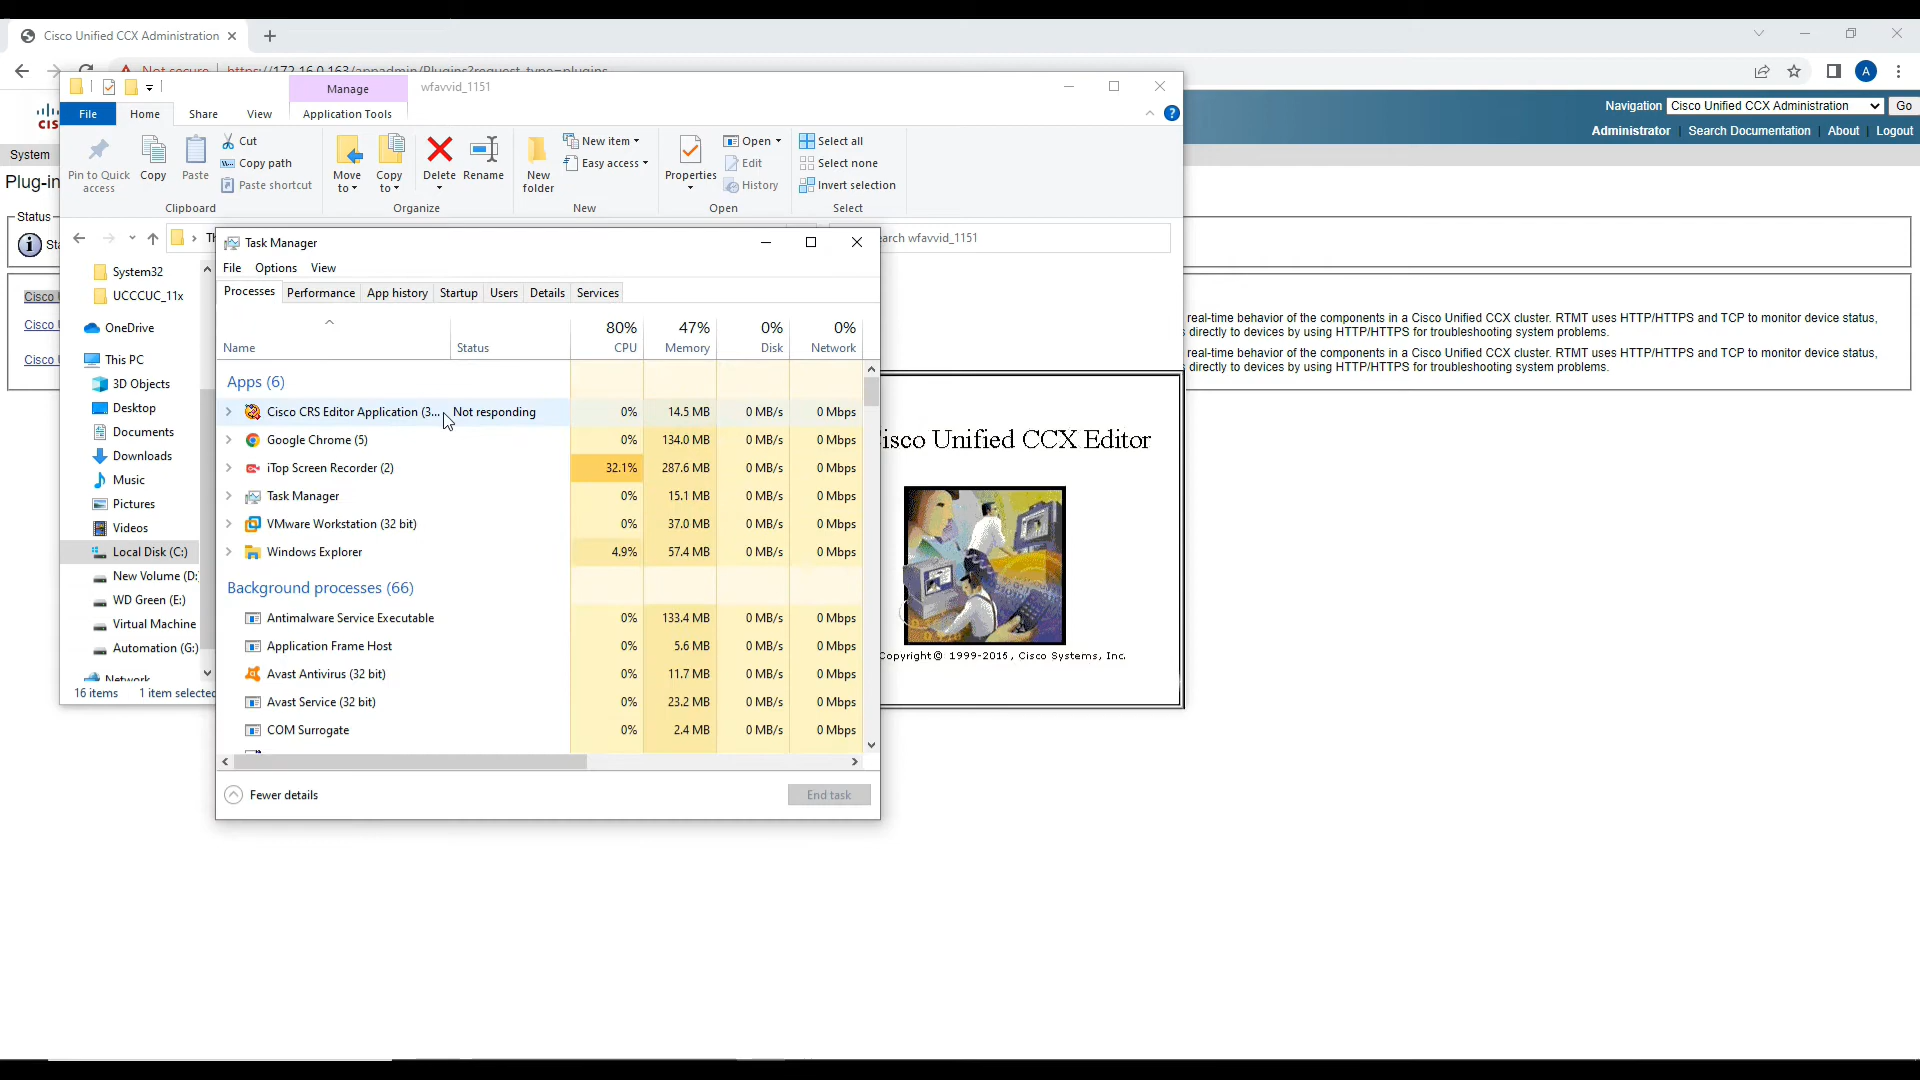 Cisco Unified CCX Administration
Manage
wfavvid_1151
File
Home
Share
View
Application Tools
Navigation Cisco Unified CCX Administration Go
Administrator | Search Documentation | About | Logout
Pin to Quick
access
Copy
Paste
Cut
Copy path
Paste shortcut
Clipboard
Move
to
Copy
to
Delete
Rename
Organize
New
folder
New item
Easy access
New
Properties
Open
Edit
History
Open
Select all
Select none
Invert selection
Select
System
Plug-in
Status
wfavvid_1151
System32
UCCCUC_11x
OneDrive
This PC
3D Objects
Desktop
Documents
Downloads
Music
Pictures
Videos
Local Disk (C:)
New Volume (D:
WD Green (E:)
Virtual Machine
Automation (G:)
16 items
1 item selected
Cisco
Cisco
Cisco
Task Manager
File Options View
Processes Performance App history Startup Users Details Services
80% 47% 0% 0%
Name Status CPU Memory Disk Network
Apps (6)
Cisco CRS Editor Application (3... Not responding 0% 14.5 MB 0 MB/s 0 Mbps
Google Chrome (5) 0% 134.0 MB 0 MB/s 0 Mbps
iTop Screen Recorder (2) 32.1% 287.6 MB 0 MB/s 0 Mbps
Task Manager 0% 15.1 MB 0 MB/s 0 Mbps
VMware Workstation (32 bit) 0% 37.0 MB 0 MB/s 0 Mbps
Windows Explorer 4.9% 57.4 MB 0 MB/s 0 Mbps
Background processes (66)
Antimalware Service Executable 0% 133.4 MB 0 MB/s 0 Mbps
Application Frame Host 0% 5.6 MB 0 MB/s 0 Mbps
Avast Antivirus (32 bit) 0% 11.7 MB 0 MB/s 0 Mbps
Avast Service (32 bit) 0% 23.2 MB 0 MB/s 0 Mbps
COM Surrogate 0% 2.4 MB 0 MB/s 0 Mbps
Fewer details
End task
real-time behavior of the components in a Cisco Unified CCX cluster. RTMT uses HTTP/HTTPS and TCP to monitor device status,
directly to devices by using HTTP/HTTPS for troubleshooting system problems.
real-time behavior of the components in a Cisco Unified CCX cluster. RTMT uses HTTP/HTTPS and TCP to monitor device status,
directly to devices by using HTTP/HTTPS for troubleshooting system problems.
isco Unified CCX Editor
Copyright© 1999-2015, Cisco Systems, Inc.